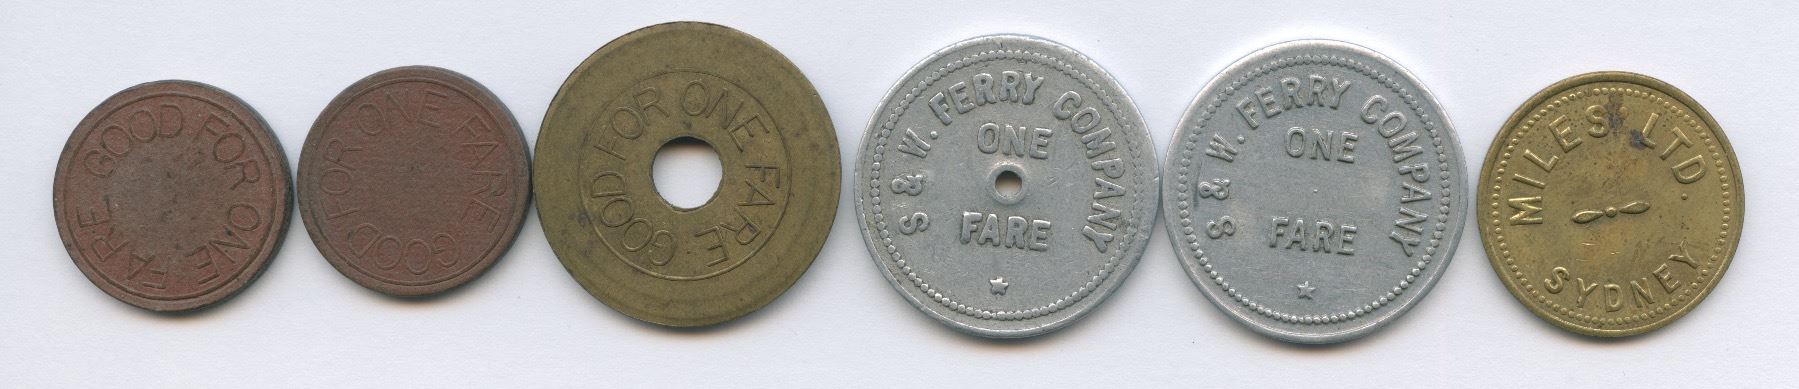 GOOD FOR ONE FARE
GOOD FOR ONE FARE
GOOD FOR ONE FARE
S & W. FERRY COMPANY
ONE
FARE
S & W. FERRY COMPANY
ONE
FARE
MILES LTD.
SYDNEY